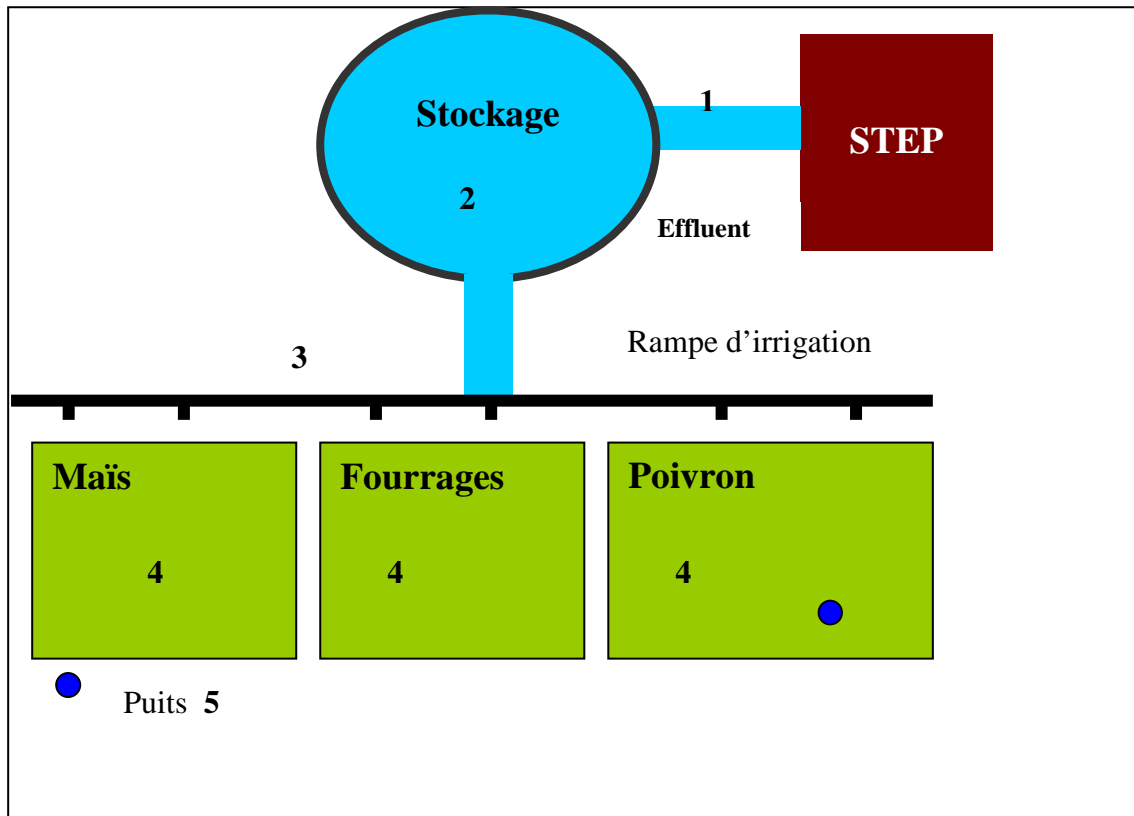 1
Stockage
STEP
2
Effluent
Rampe d’irrigation
3
Maïs
Fourrages
Poivron
4
4
4
Puits 5